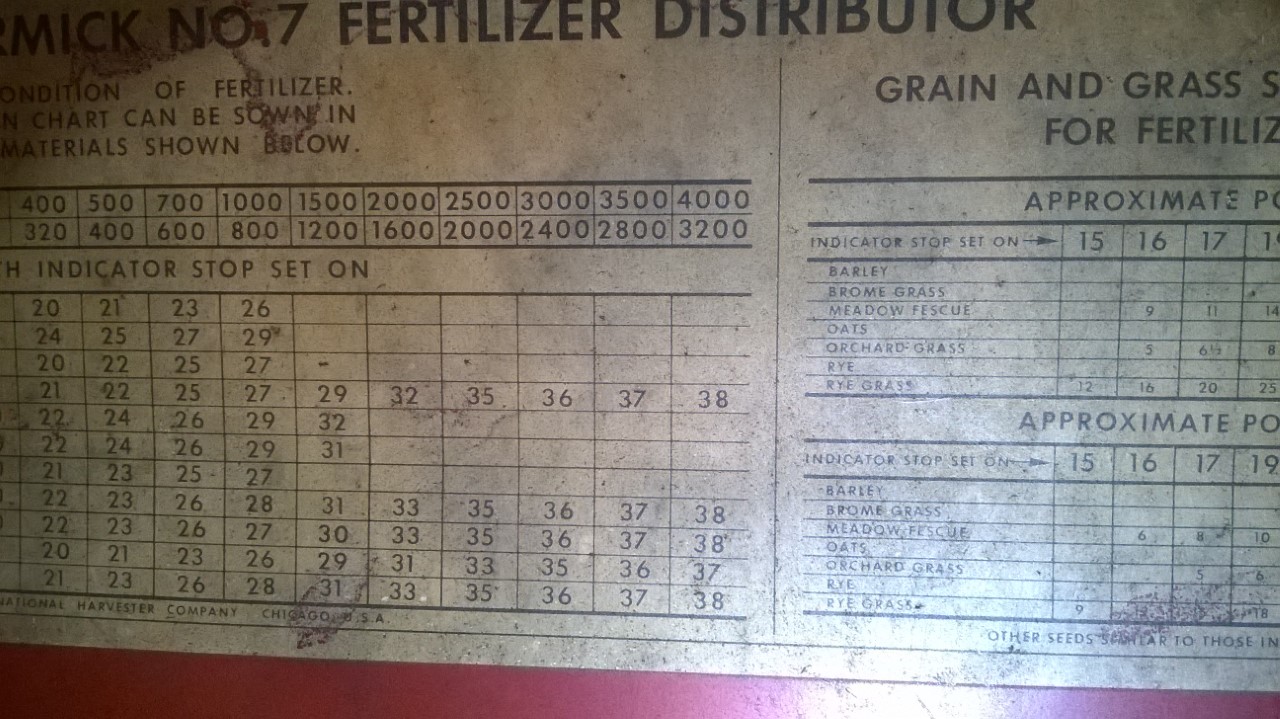 RMICK NO. 7 FERTILIZER DISTRIBUTOR
ONDITION OF FERTILIZER.
N CHART CAN BE SOWN IN
MATERIALS SHOWN BELOW.
400 500 700 1000 1500 2000 2500 3000 3500 4000
320 400 600 800 1200 1600 2000 2400 2800 3200
TH INDICATOR STOP SET ON
20 21 23 26
24 25 27 29
20 22 25 27
21 22 25 27 29 32 35 36 37 38
22 24 26 29 32
22 24 26 29 31
21 23 25 27
22 23 26 28 31 33 35 36 37 38
22 23 26 27 30 33 35 36 37 38
20 21 23 26 29 31 33 35 36 37
21 23 26 28 31 33 35 36 37 38
NATIONAL HARVESTER COMPANY CHICAGO, U.S.A.
GRAIN AND GRASS S
FOR FERTILIZ
APPROXIMATE PO
INDICATOR STOP SET ON → 15 16 17 1
BARLEY
BROME GRASS
MEADOW FESCUE 9 11 14
OATS
ORCHARD GRASS 5 6½ 8
RYE
RYE GRASS 12 16 20 25
APPROXIMATE PO
INDICATOR STOP SET ON → 15 16 17 19
BARLEY
BROME GRASS
MEADOW FESCUE 6 8 10
OATS
ORCHARD GRASS 5 6
RYE
RYE GRASS 9 18
OTHER SEEDS SIMILAR TO THOSE IN